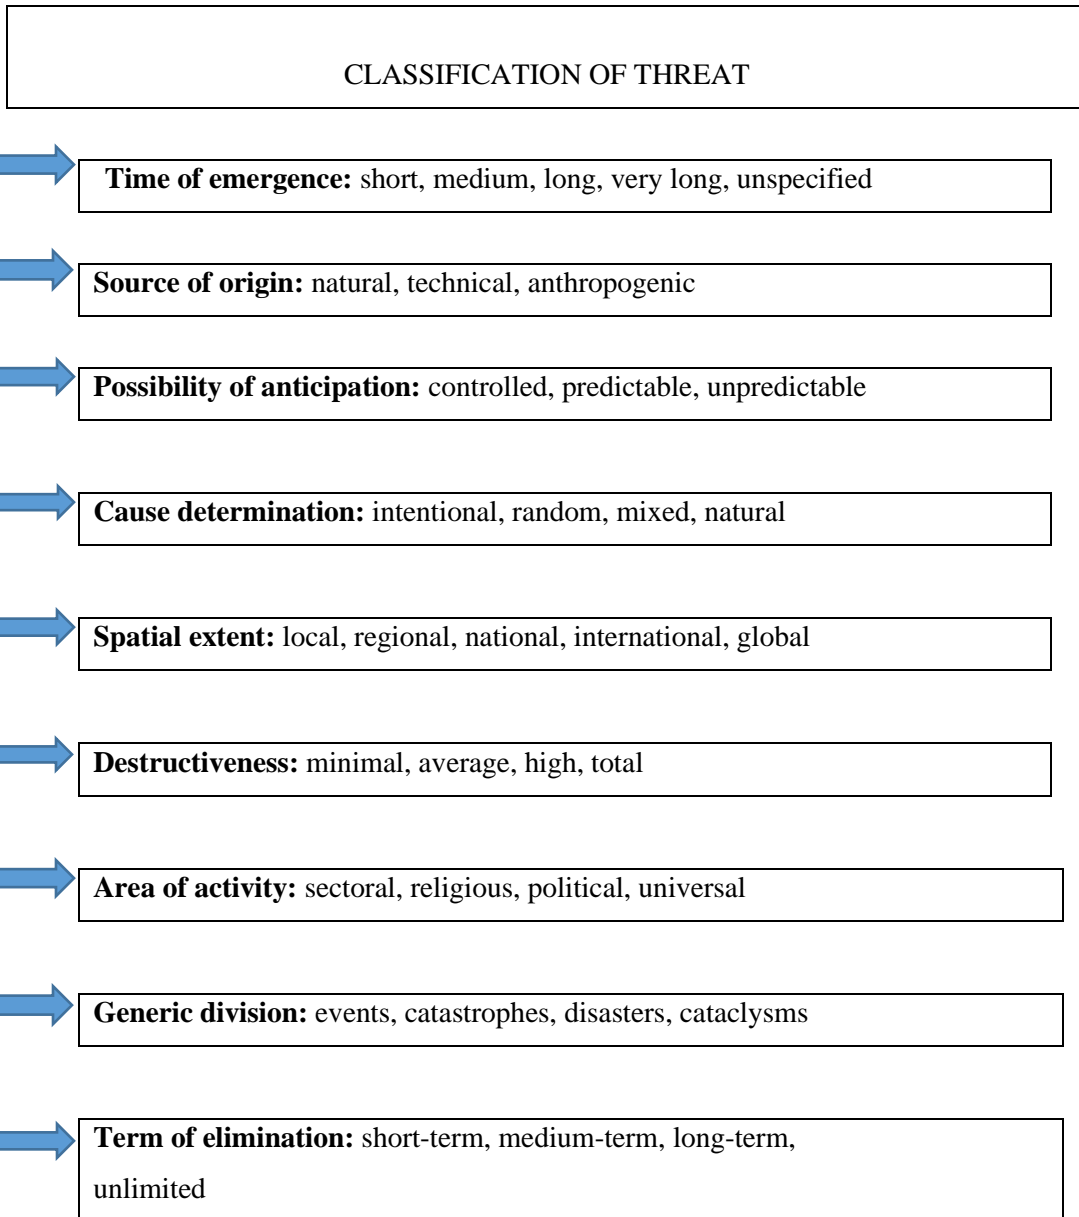 CLASSIFICATION OF THREAT
Time of emergence: short, medium, long, very long, unspecified
Source of origin: natural, technical, anthropogenic
Possibility of anticipation: controlled, predictable, unpredictable
Cause determination: intentional, random, mixed, natural
Spatial extent: local, regional, national, international, global
Destructiveness: minimal, average, high, total
Area of activity: sectoral, religious, political, universal
Generic division: events, catastrophes, disasters, cataclysms
Term of elimination: short-term, medium-term, long-term,
unlimited